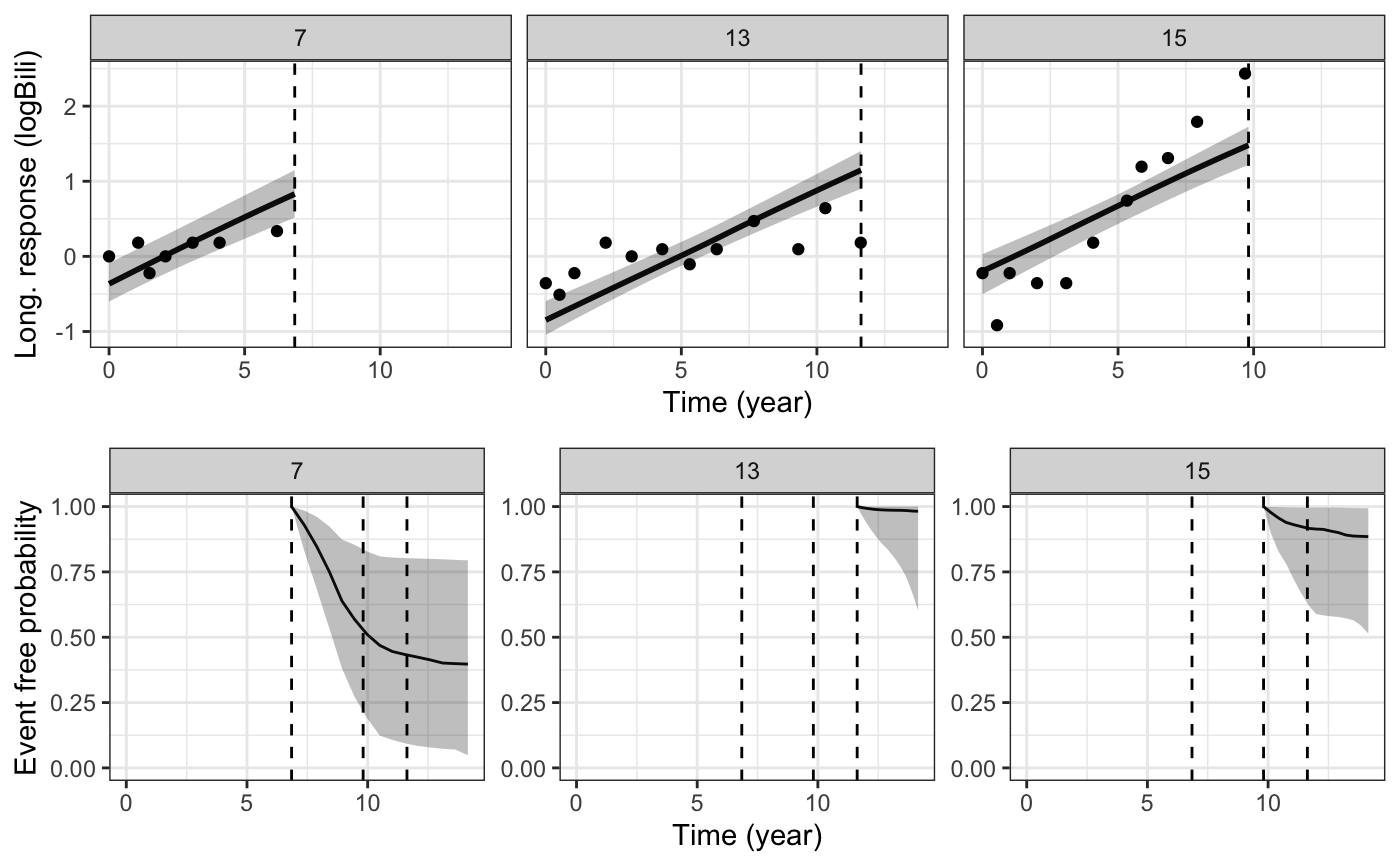 7 13 15
Long. response (logBili)
2
1
0
-1
0 5 10 0 5 10 0 5 10
Time (year)
7 13 15
Event free probability
1.00 1.00 1.00
0.75 0.75 0.75
0.50 0.50 0.50
0.25 0.25 0.25
0.00 0.00 0.00
0 5 10 0 5 10 0 5 10
Time (year)